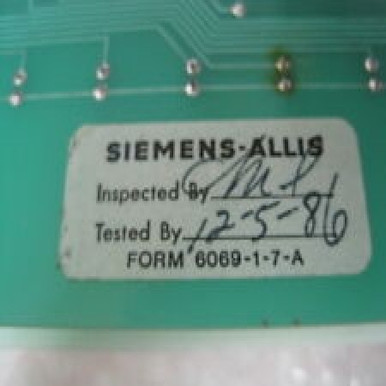 SIEMENS-ALLIS
Inspected By
Tested By 12-5-86
FORM 6069-1-7-A